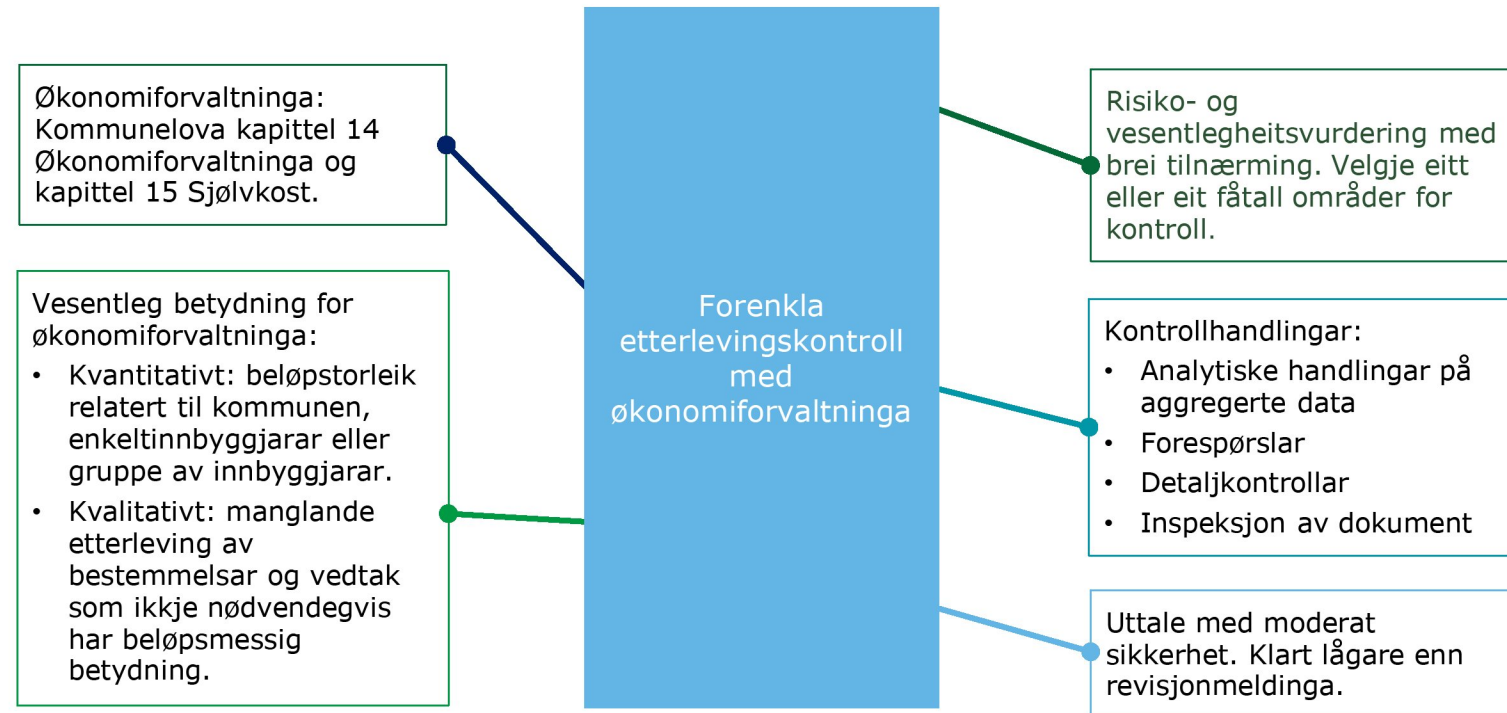 Økonomiforvaltninga:
Kommunelova kapittel 14
Økonomiforvaltninga og
kapittel 15 Sjølvkost.
Vesentleg betydning for
økonomiforvaltninga:
• Kvantitativt: beløpstorleik
relatert til kommunen,
enkeltinnbyggjarar eller
gruppe av innbyggjarar.
• Kvalitativt: manglande
etterleving av
bestemmelsar og vedtak
som ikkje nødvendegvis
har beløpsmessig
betydning.
Forenkla
etterlevingskontroll
med
økonomiforvaltninga
Risiko- og
vesentlegheitsvurdering med
brei tilnærming. Velgje eitt
eller eit fåtall områder for
kontroll.
Kontrollhandlingar:
• Analytiske handlingar på
aggregerte data
• Forespørslar
• Detaljkontrollar
• Inspeksjon av dokument
Uttale med moderat
sikkerhet. Klart lågare enn
revisjonmeldinga.